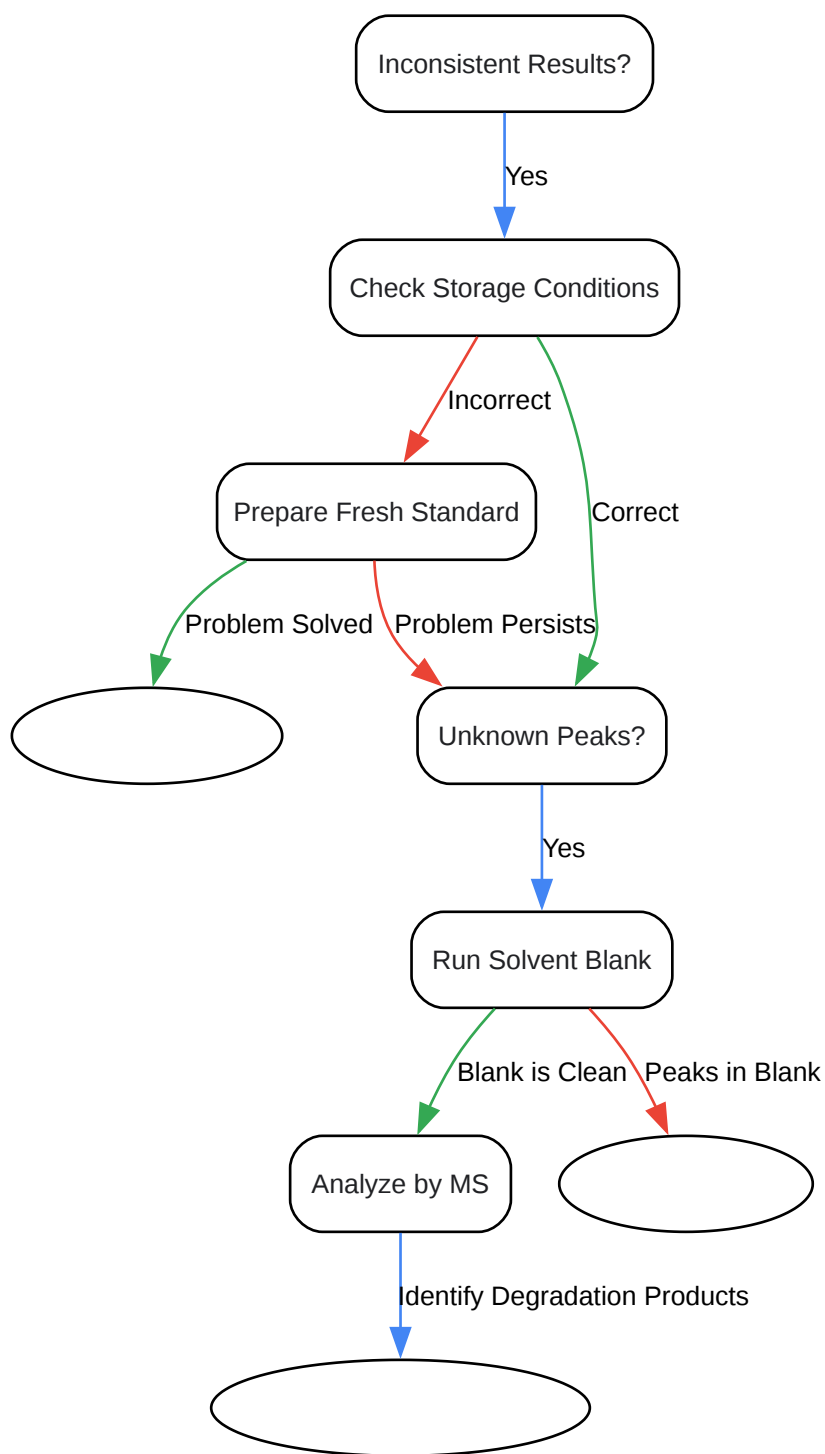 Inconsistent Results?
Yes
Check Storage Conditions
Incorrect
Prepare Fresh Standard
Correct
Problem Solved
Problem Persists
Unknown Peaks?
Yes
Run Solvent Blank
Blank is Clean
Peaks in Blank
Analyze by MS
Identify Degradation Products